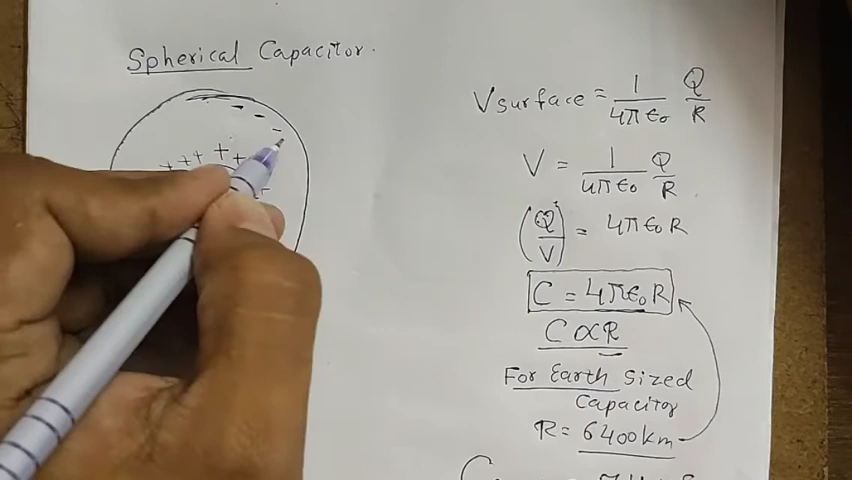 Spherical Capacitor.
+ + + + +
- - -
Vsurface = 1/4πε₀ Q/R
V = 1/4πε₀ Q/R
(Q/V) = 4πε₀R
C = 4πε₀R
C ∝ R
For Earth Sized
Capacitor
R = 6400km
C